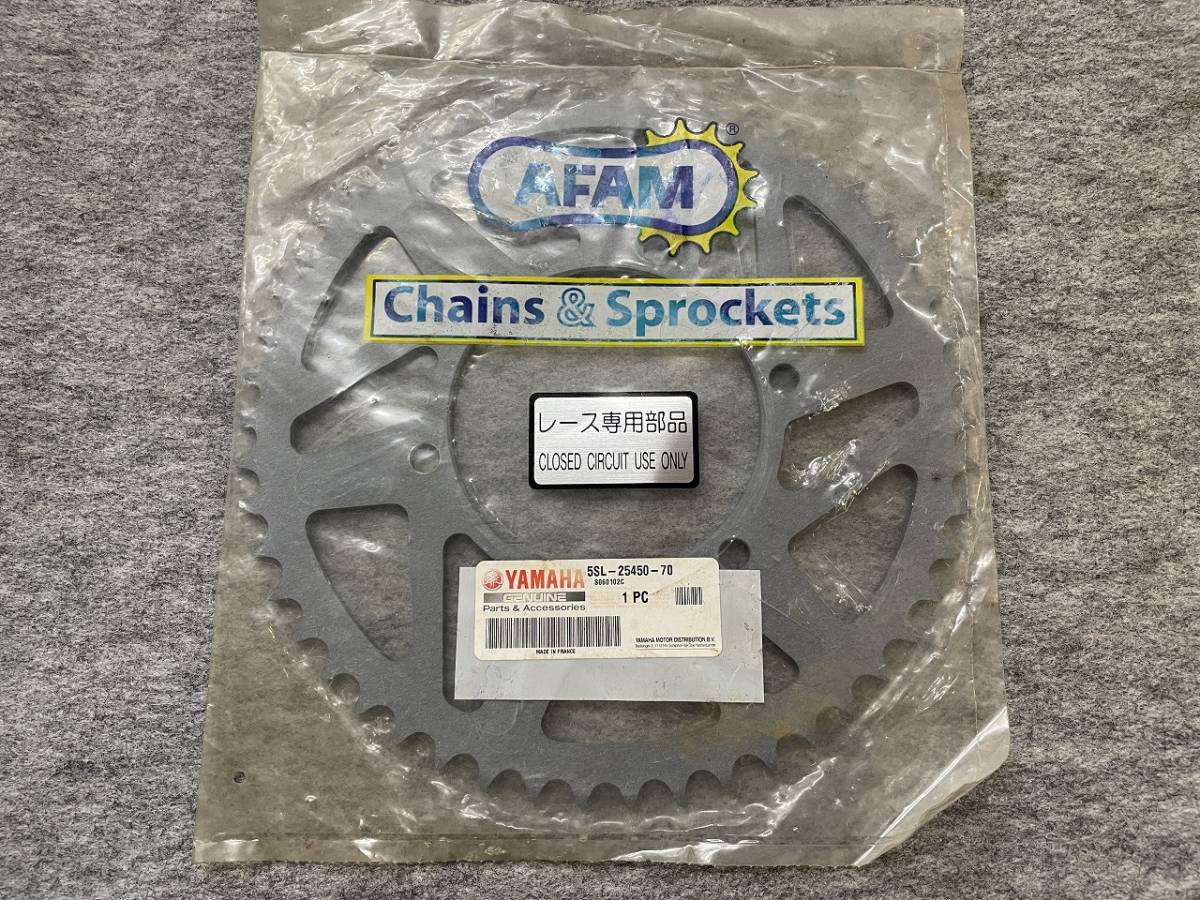 AFAM ®
Chains & Sprockets
レース専用部品
CLOSED CIRCUIT USE ONLY
YAMAHA 5SL-25450-70
S060102C
GENUINE
Parts & Accessories
1 PC
YAMAHA MOTOR DISTRIBUTION B.V.
MADE IN FRANCE